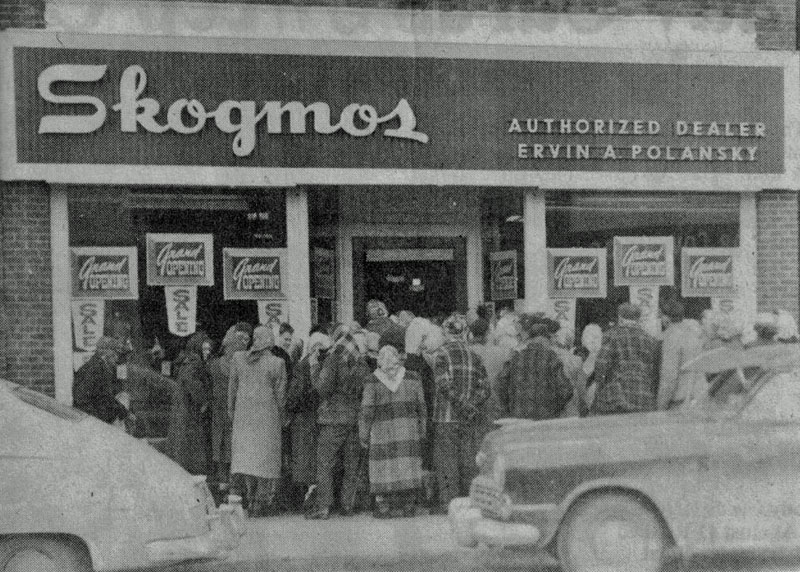 Skogmos
AUTHORIZED DEALER
ERVIN A. POLANSKY
Grand
OPENING
Grand
OPENING
Grand
OPENING
Grand
OPENING
Grand
OPENING
Grand
OPENING
SALE
SALE
SALE